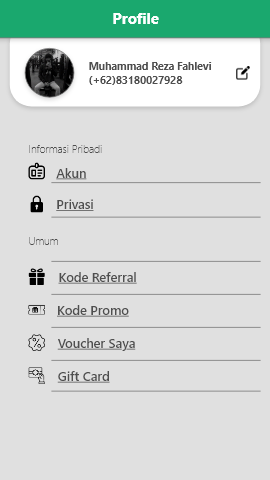 Profile
Muhammad Reza Fahlevi
(+62)83180027928
Informasi Pribadi
Akun
Privasi
Umum
Kode Referral
Kode Promo
Voucher Saya
Gift Card